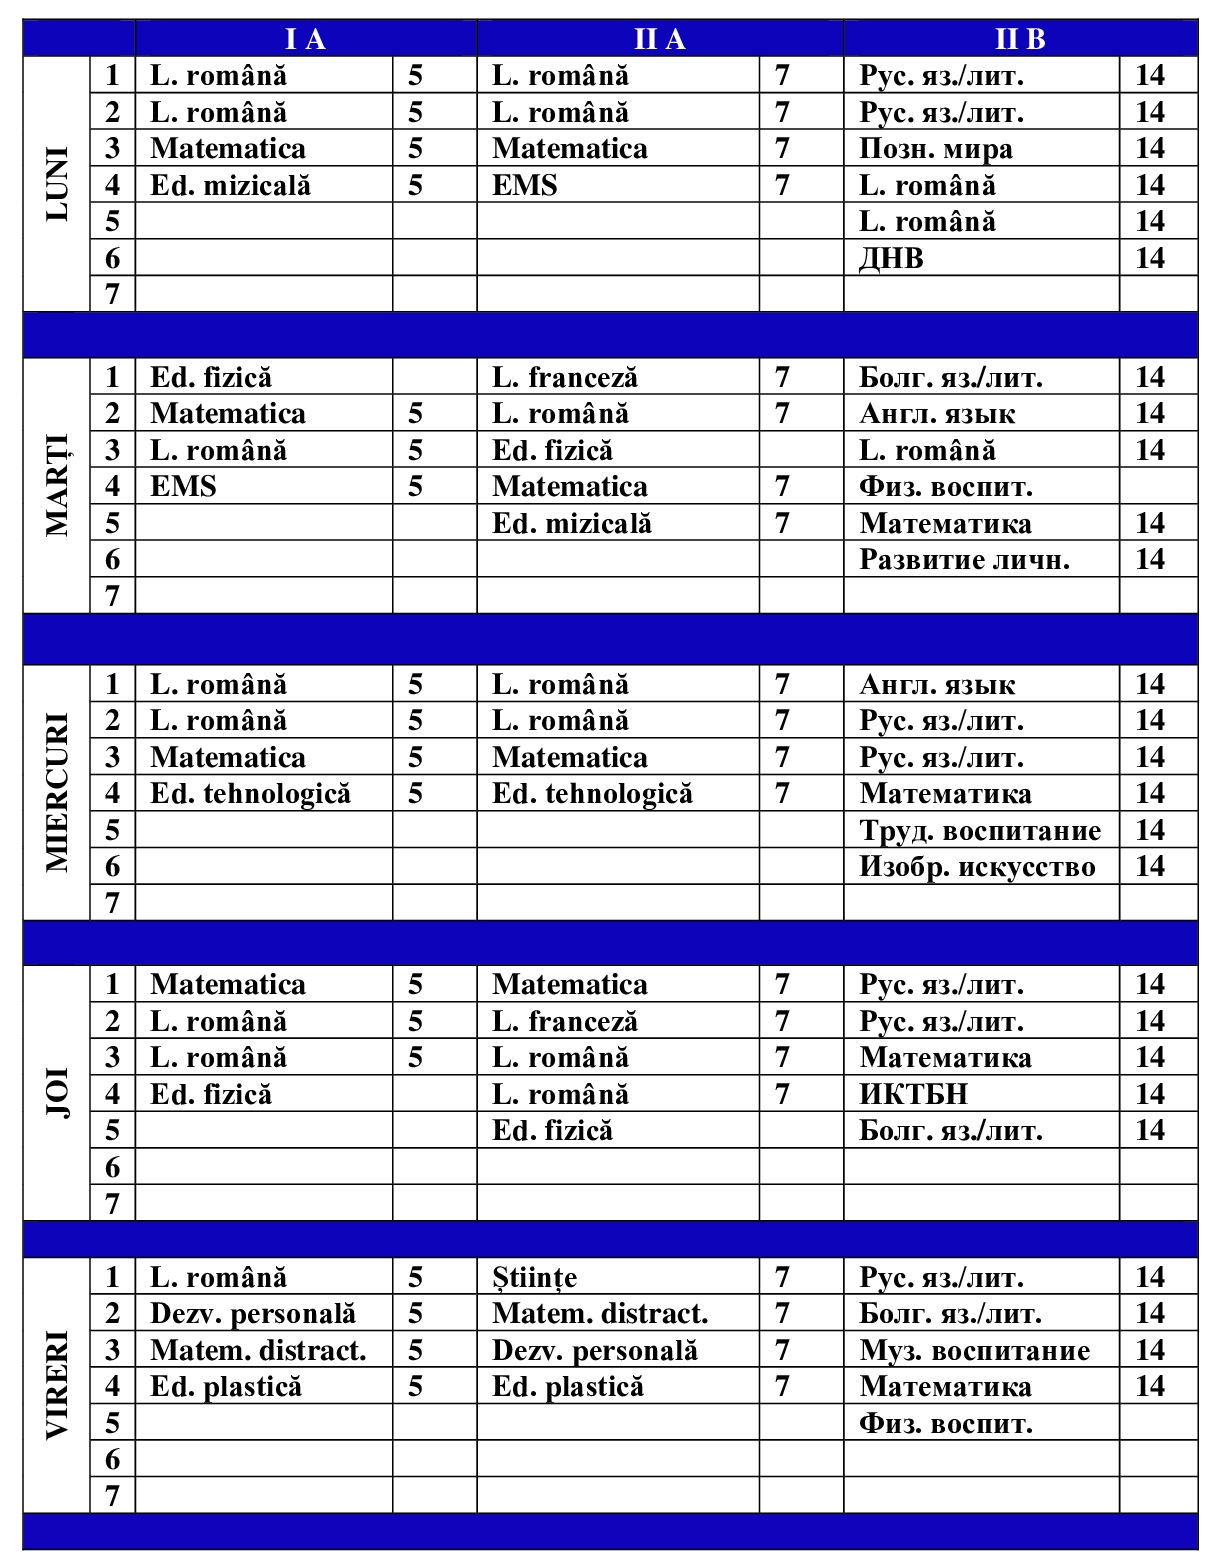 I A II A II B
LUNI
1 L. română 5 L. română 7 Рус. яз./лит. 14
2 L. română 5 L. română 7 Рус. яз./лит. 14
3 Matematica 5 Matematica 7 Позн. мира 14
4 Ed. mizicală 5 EMS 7 L. română 14
5 L. română 14
6 ДНВ 14
7
MARȚI
1 Ed. fizică L. franceză 7 Болг. яз./лит. 14
2 Matematica 5 L. română 7 Англ. язык 14
3 L. română 5 Ed. fizică L. română 14
4 EMS 5 Matematica 7 Физ. воспит.
5 Ed. mizicală 7 Математика 14
6 Развитие личн. 14
7
MIERCURI
1 L. română 5 L. română 7 Англ. язык 14
2 L. română 5 L. română 7 Рус. яз./лит. 14
3 Matematica 5 Matematica 7 Рус. яз./лит. 14
4 Ed. tehnologică 5 Ed. tehnologică 7 Математика 14
5 Труд. воспитание 14
6 Изобр. искусство 14
7
JOI
1 Matematica 5 Matematica 7 Рус. яз./лит. 14
2 L. română 5 L. franceză 7 Рус. яз./лит. 14
3 L. română 5 L. română 7 Математика 14
4 Ed. fizică L. română 7 ИКТБН 14
5 Ed. fizică Болг. яз./лит. 14
6
7
VIRERI
1 L. română 5 Științe 7 Рус. яз./лит. 14
2 Dezv. personală 5 Matem. distract. 7 Болг. яз./лит. 14
3 Matem. distract. 5 Dezv. personală 7 Муз. воспитание 14
4 Ed. plastică 5 Ed. plastică 7 Математика 14
5 Физ. воспит.
6
7